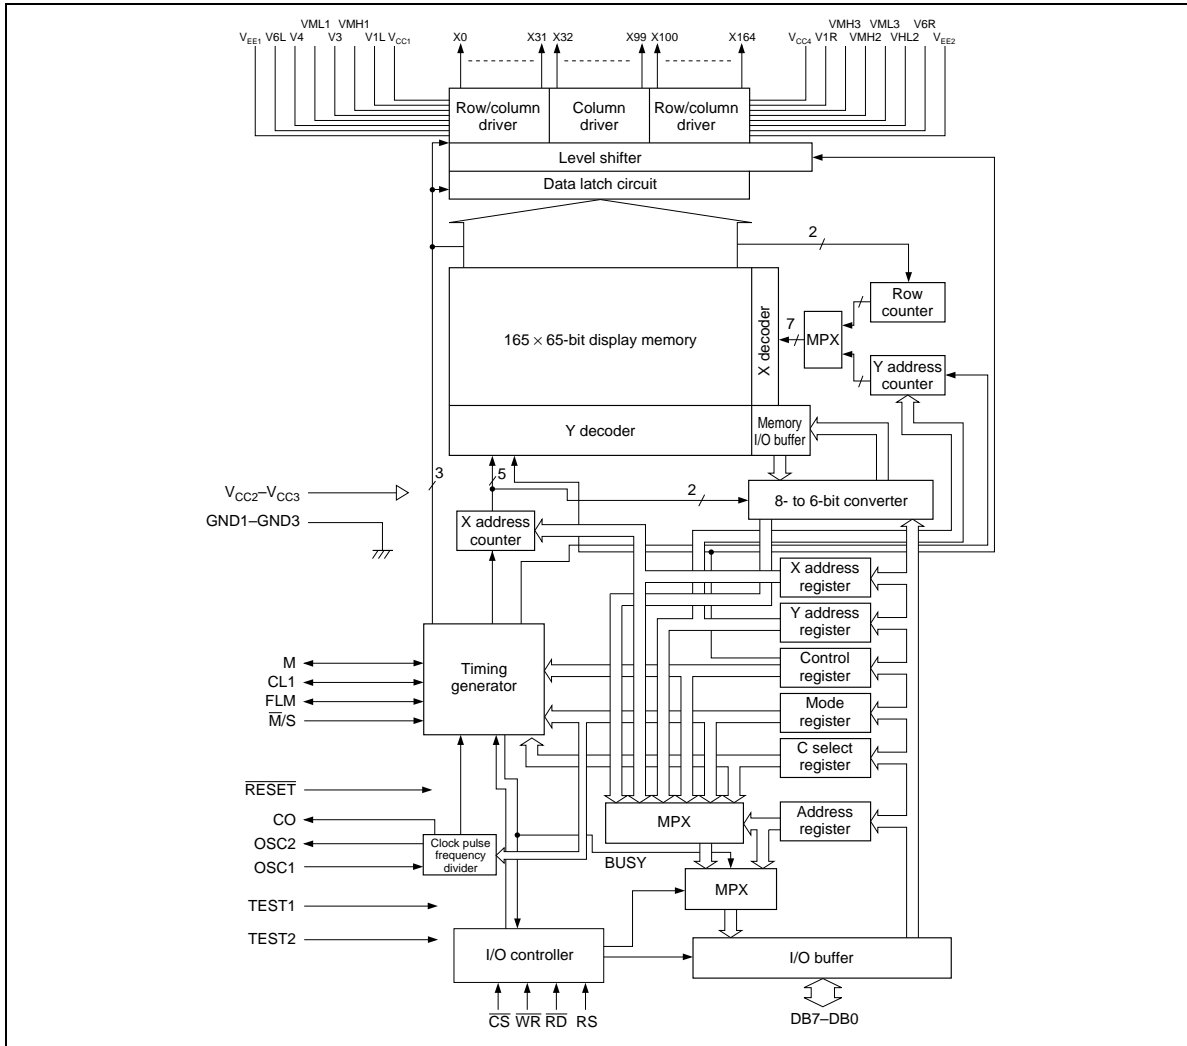 VML1 VMH1 VMH3 VML3 V6R
VEE1 V6L V4 V3 V1L VCC1 X0 X31 X32 X99 X100 X164 VCC4 V1R VMH2 VHL2 VEE2
Row/column driver
Column driver
Row/column driver
Level shifter
Data latch circuit
2
Row counter
165 × 65-bit display memory
X decoder
7
MPX
Y address counter
Y decoder
Memory I/O buffer
3
5
2
VCC2–VCC3
8- to 6-bit converter
GND1–GND3
X address counter
X address register
Y address register
M
Timing generator
Control register
CL1
FLM
M̅/S
Mode register
C select register
R̅E̅S̅E̅T̅
CO
MPX
Address register
OSC2
Clock pulse frequency divider
OSC1
BUSY
MPX
TEST1
TEST2
I/O controller
I/O buffer
C̅S̅ W̅R̅ R̅D̅ RS
DB7–DB0